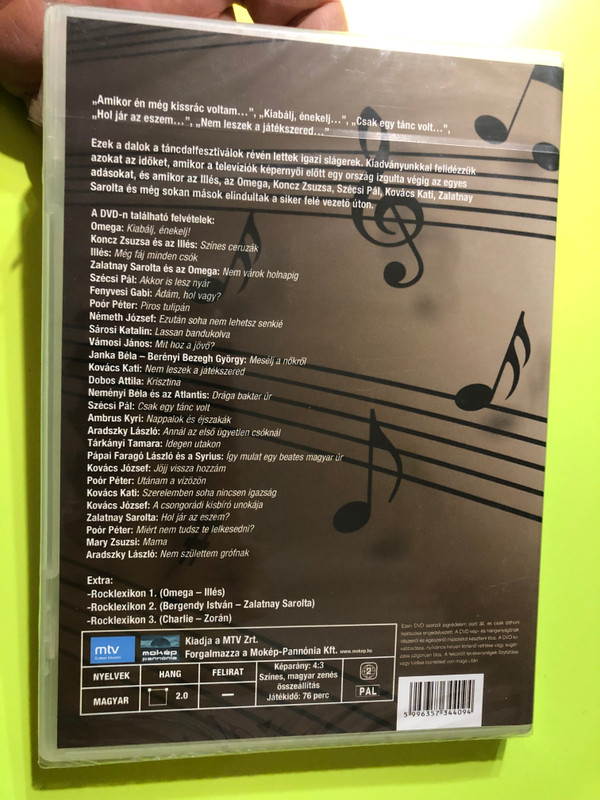 „Amikor én még kissrác voltam...”, „Kiabálj, énekelj...”, „Csak egy tánc volt...”,
„Hol jár az eszem...”, „Nem leszek a játékszered...”
Ezek a dalok a táncdalfesztiválok révén lettek igazi slágerek. Kiadványunkkal felidézzük
azokat az időket, amikor a televíziók képernyői előtt egy ország izgulta végig az egyes
adásokat, és amikor az Illés, az Omega, Koncz Zsuzsa, Szécsi Pál, Kovács Kati, Zalatnay
Sarolta és még sokan mások elindultak a siker felé vezető úton.
A DVD-n található felvételek:
Omega: Kiabálj, énekelj!
Koncz Zsuzsa és az Illés: Színes ceruzák
Illés: Még fáj minden csók
Zalatnay Sarolta és az Omega: Nem várok holnapig
Szécsi Pál: Akkor is lesz nyár
Fenyvesi Gabi: Ádám, hol vagy?
Poór Péter: Piros tulipán
Németh József: Ezután soha nem lehetsz senkié
Sárosi Katalin: Lassan bandukolva
Vámosi János: Mit hoz a jövő?
Janka Béla – Berényi Bezegh György: Mesélj a nőkről
Kovács Kati: Nem leszek a játékszered
Dobos Attila: Krisztina
Neményi Béla és az Atlantis: Drága bakter úr
Szécsi Pál: Csak egy tánc volt
Ambrus Kyri: Nappalok és éjszakák
Aradszky László: Annál az első ügyetlen csóknál
Tárkányi Tamara: Idegen utakon
Pápai Faragó László és a Syrius: Így mulat egy beates magyar úr
Kovács József: Jöjj vissza hozzám
Poór Péter: Utánam a vízözön
Kovács Kati: Szerelemben soha nincsen igazság
Kovács József: A csongorádi kisbíró unokája
Zalatnay Sarolta: Hol jár az eszem?
Poór Péter: Miért nem tudsz te lelkesedni?
Mary Zsuzsi: Mama
Aradszky László: Nem születtem grófnak
Extra:
-Rocklexikon 1. (Omega – Illés)
-Rocklexikon 2. (Bergendy István – Zalatnay Sarolta)
-Rocklexikon 3. (Charlie – Zorán)
mtv
mokép
pannónia
Kiadja a MTV Zrt.
Forgalmazza a Mokép-Pannónia Kft. www.mokep.hu
NYELVEK HANG FELIRAT
MAGYAR 2.0 —
Képarány: 4:3
Színes, magyar zenés
összeállítás
Játékidő: 76 perc
2
PAL
5 996357 344094